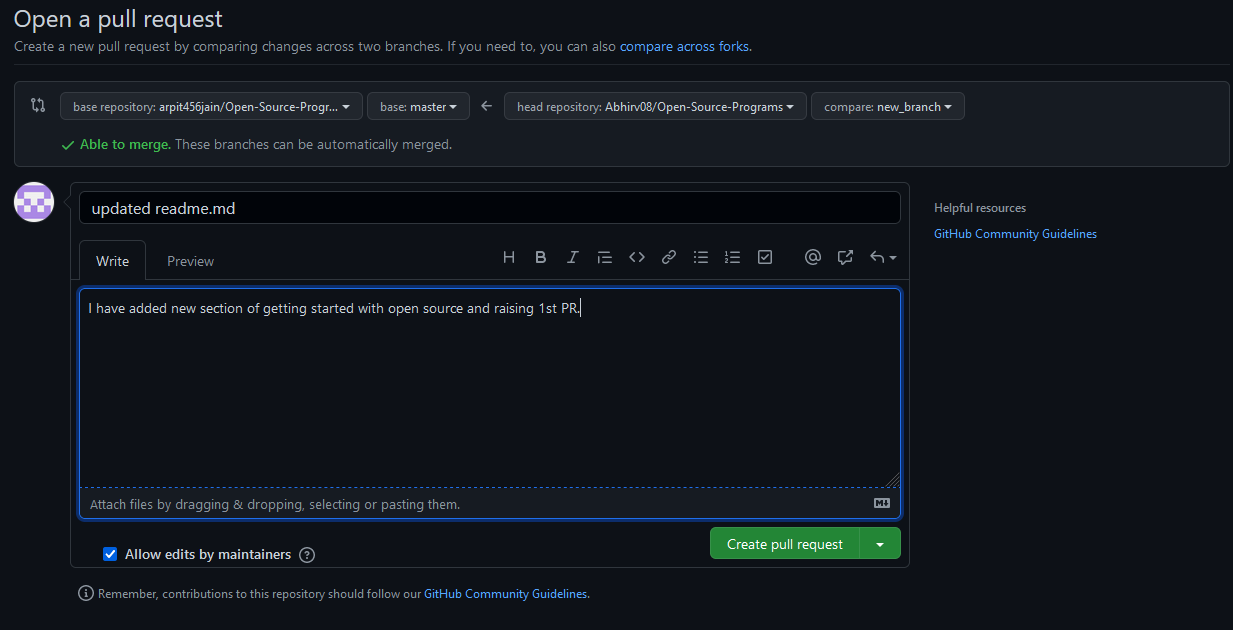 Open a pull request
Create a new pull request by comparing changes across two branches. If you need to, you can also compare across forks.
base repository: arpit456jain/Open-Source-Progr... base: master head repository: Abhirv08/Open-Source-Programs compare: new_branch
Able to merge. These branches can be automatically merged.
updated readme.md
Helpful resources
GitHub Community Guidelines
Write Preview
I have added new section of getting started with open source and raising 1st PR.
Attach files by dragging & dropping, selecting or pasting them.
Allow edits by maintainers
Create pull request
Remember, contributions to this repository should follow our GitHub Community Guidelines.